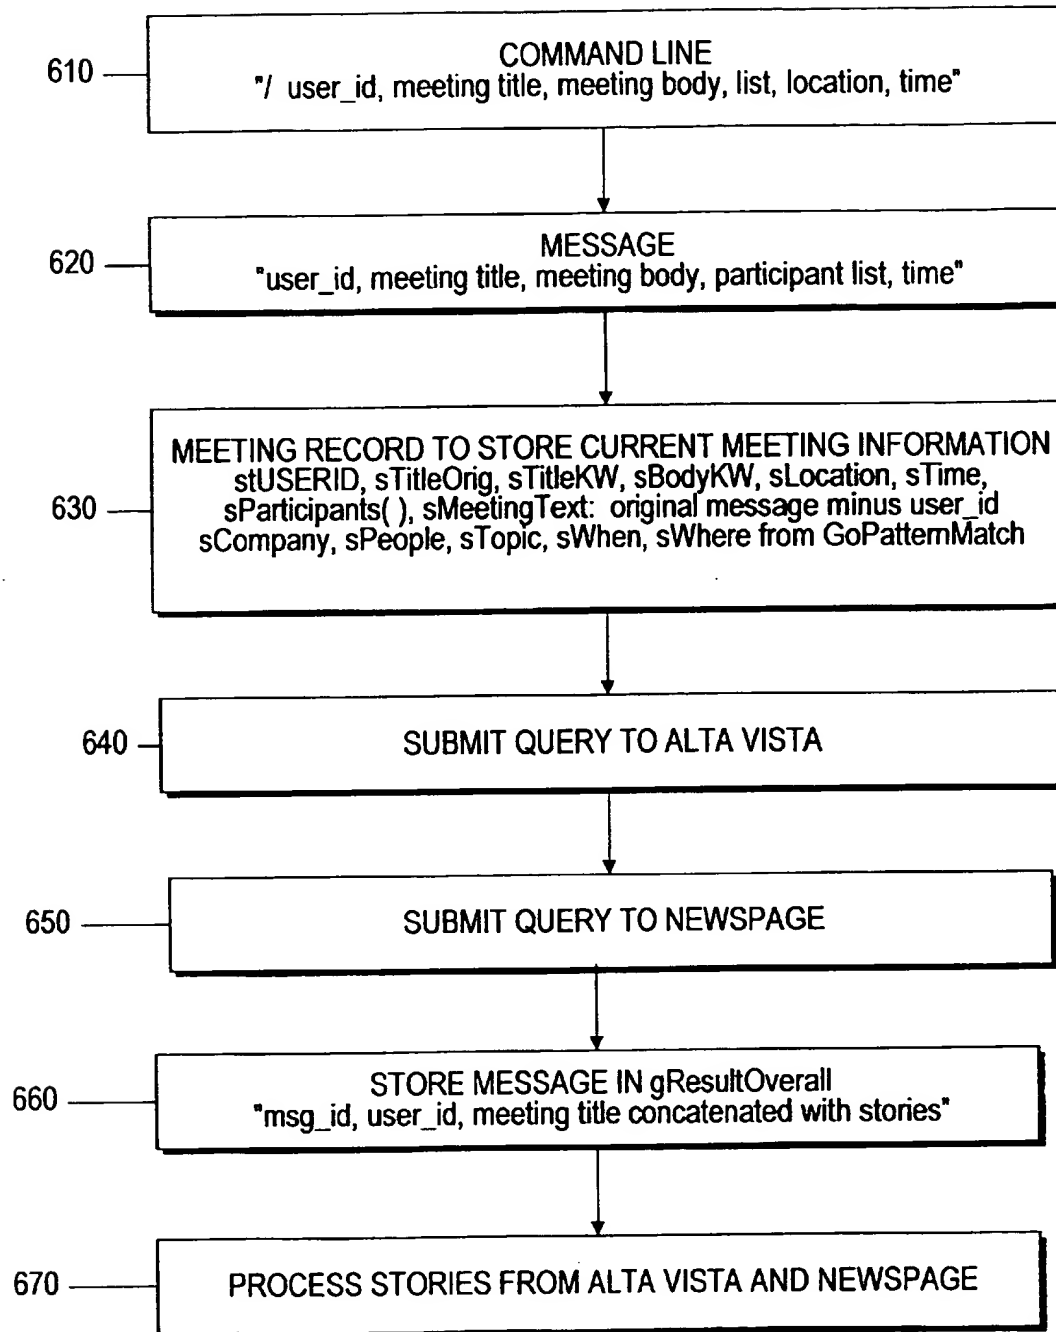 610
COMMAND LINE
"/ user_id, meeting title, meeting body, list, location, time"
620
MESSAGE
"user_id, meeting title, meeting body, participant list, time"
630
MEETING RECORD TO STORE CURRENT MEETING INFORMATION
stUSERID, sTitleOrig, sTitleKW, sBodyKW, sLocation, sTime,
sParticipants( ), sMeetingText: original message minus user_id
sCompany, sPeople, sTopic, sWhen, sWhere from GoPatternMatch
640
SUBMIT QUERY TO ALTA VISTA
650
SUBMIT QUERY TO NEWSPAGE
660
STORE MESSAGE IN gResultOverall
"msg_id, user_id, meeting title concatenated with stories"
670
PROCESS STORIES FROM ALTA VISTA AND NEWSPAGE